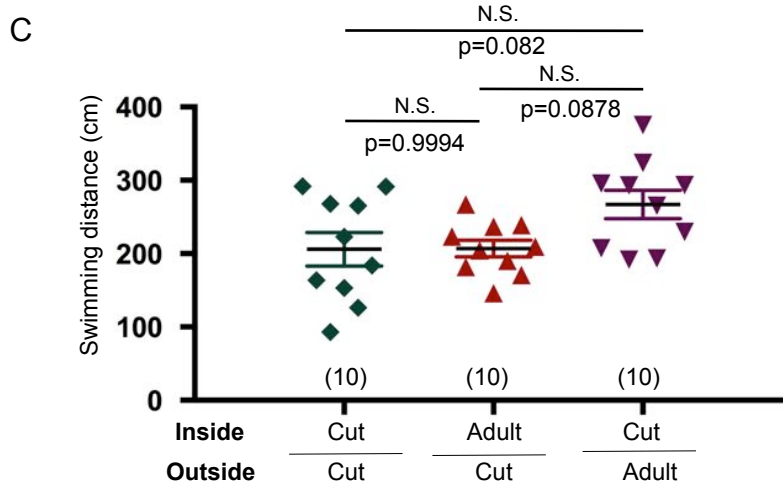 C
N.S.
p=0.082
N.S.
p=0.0878
N.S.
p=0.9994
Swimming distance (cm)
400
300
200
100
0
(10) (10) (10)
Inside Cut Adult Cut
Outside Cut Cut Adult